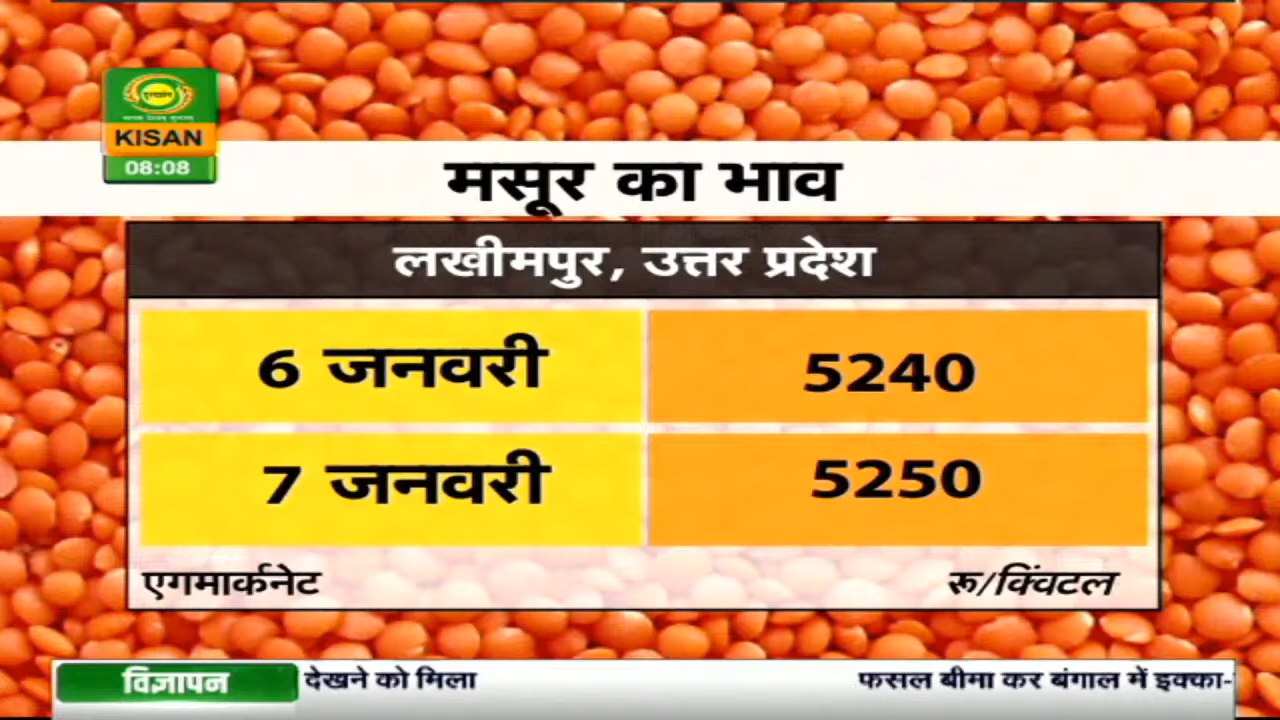 KISAN
08:08
मसूर का भाव
लखीमपुर, उत्तर प्रदेश
6 जनवरी 5240
7 जनवरी 5250
एगमार्कनेट रू/क्विंटल
विज्ञापन देखने को मिला फसल बीमा कर बंगाल में इक्का-